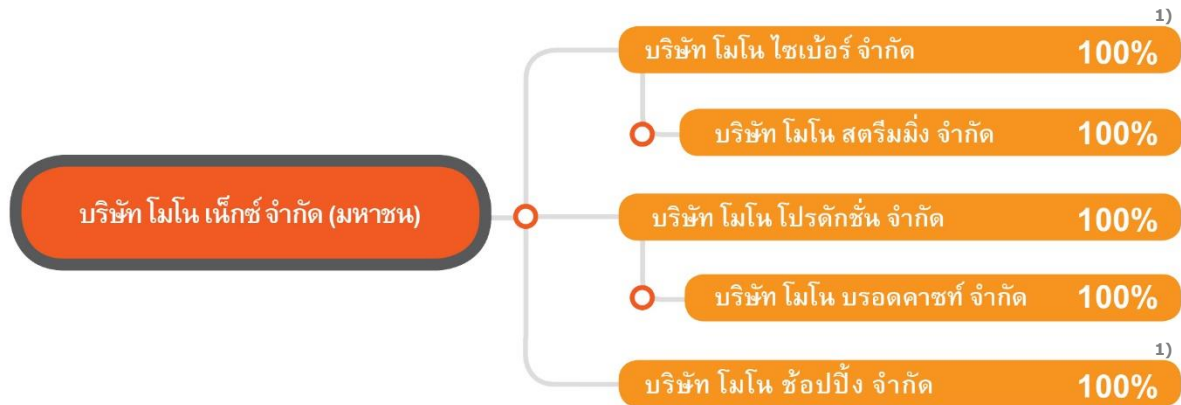 1)
บริษัท โมโน ไซเบ้อร์ จำกัด 100%
บริษัท โมโน สตรีมมิ่ง จำกัด 100%
บริษัท โมโน เน็กซ์ จำกัด (มหาชน)
บริษัท โมโน โปรดักชั่น จำกัด 100%
บริษัท โมโน บรอดคาซท์ จำกัด 100%
1)
บริษัท โมโน ช้อปปิ้ง จำกัด 100%